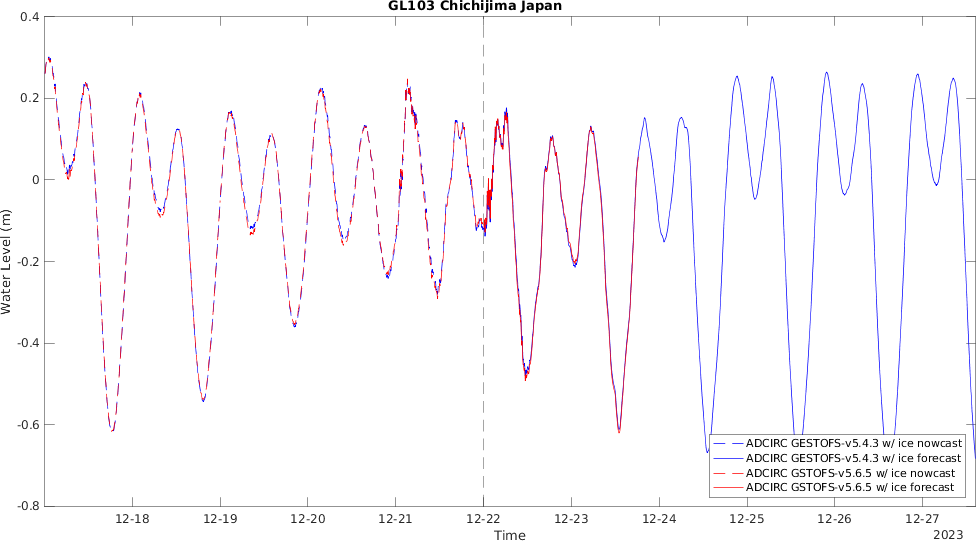 GL103 Chichijima Japan
0.4
0.2
0
-0.2
-0.4
-0.6
-0.8
Water Level (m)
ADCIRC GESTOFS-v5.4.3 w/ ice nowcast
ADCIRC GESTOFS-v5.4.3 w/ ice forecast
ADCIRC GSTOFS-v5.6.5 w/ ice nowcast
ADCIRC GSTOFS-v5.6.5 w/ ice forecast
12-18 12-19 12-20 12-21 12-22 12-23 12-24 12-25 12-26 12-27
Time
2023